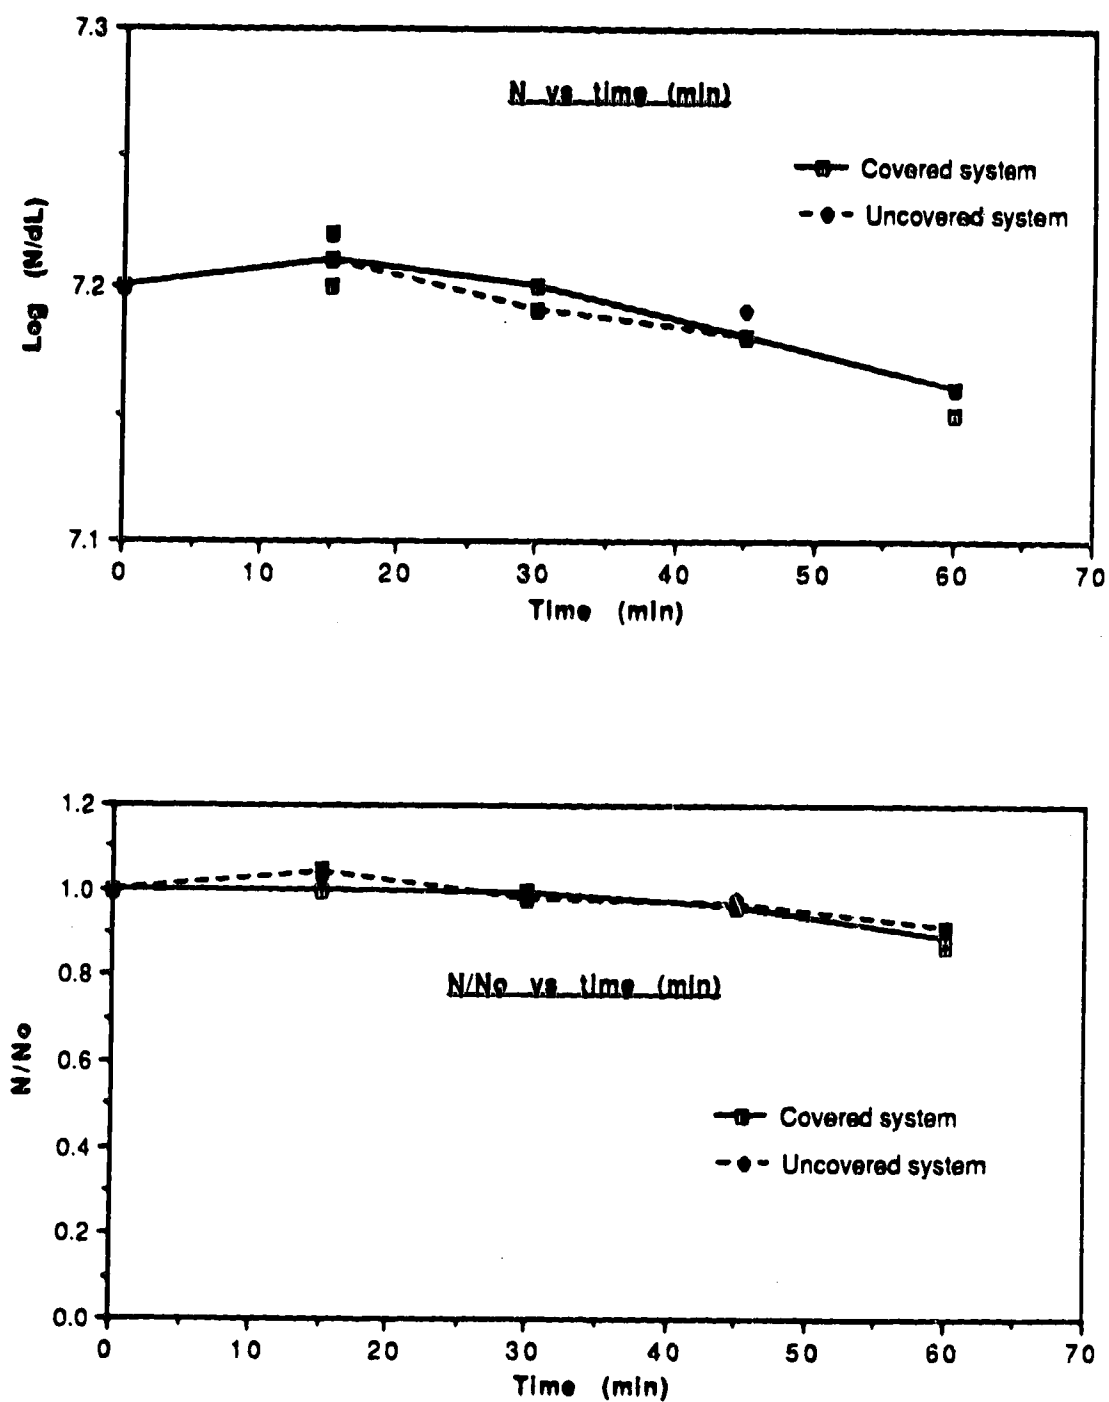 7.3
N vs time (min)
Covered system
Uncovered system
Log (N/dL)
7.2
7.1
0 10 20 30 40 50 60 70
Time (min)
1.2
1.0
0.8
N/No vs time (min)
N/No
0.6
Covered system
0.4
Uncovered system
0.2
0.0
0 10 20 30 40 50 60 70
Time (min)